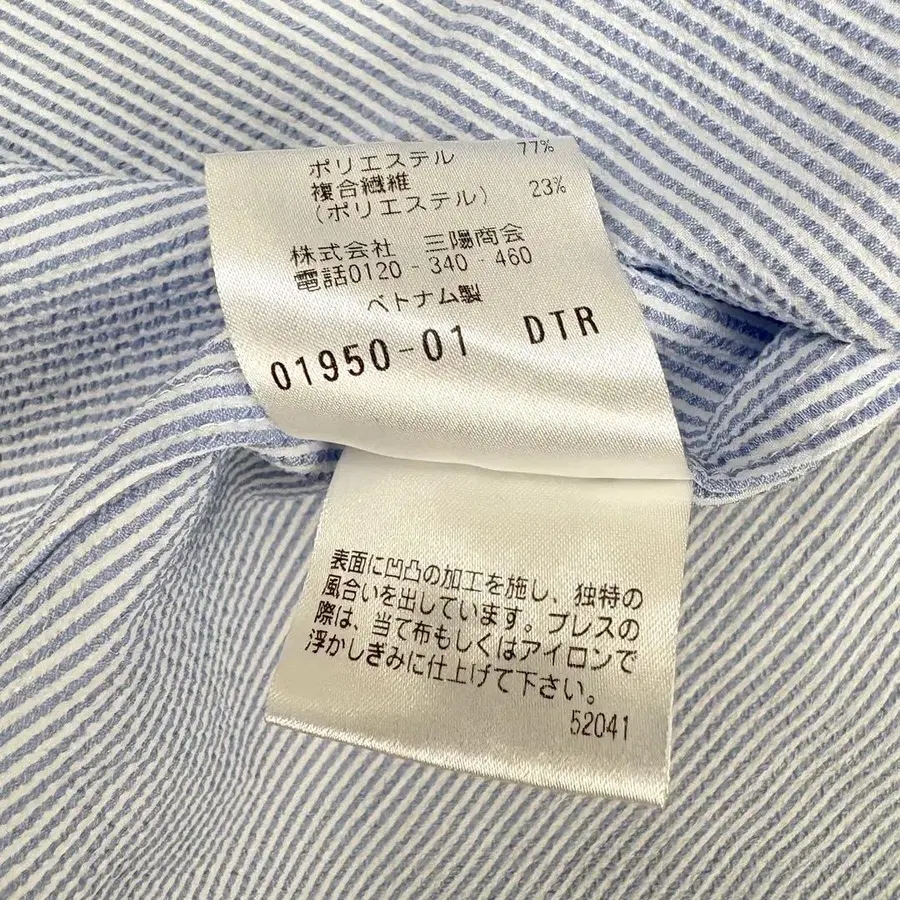 ポリエステル 77%
複合繊維
(ポリエステル) 23%
株式会社 三陽商会
電話0120-340-460
ベトナム製
01950-01 DTR
表面に凹凸の加工を施し、独特の
風合いを出しています。プレスの
際は、当て布もしくはアイロンで
浮かしぎみに仕上げて下さい。
52041